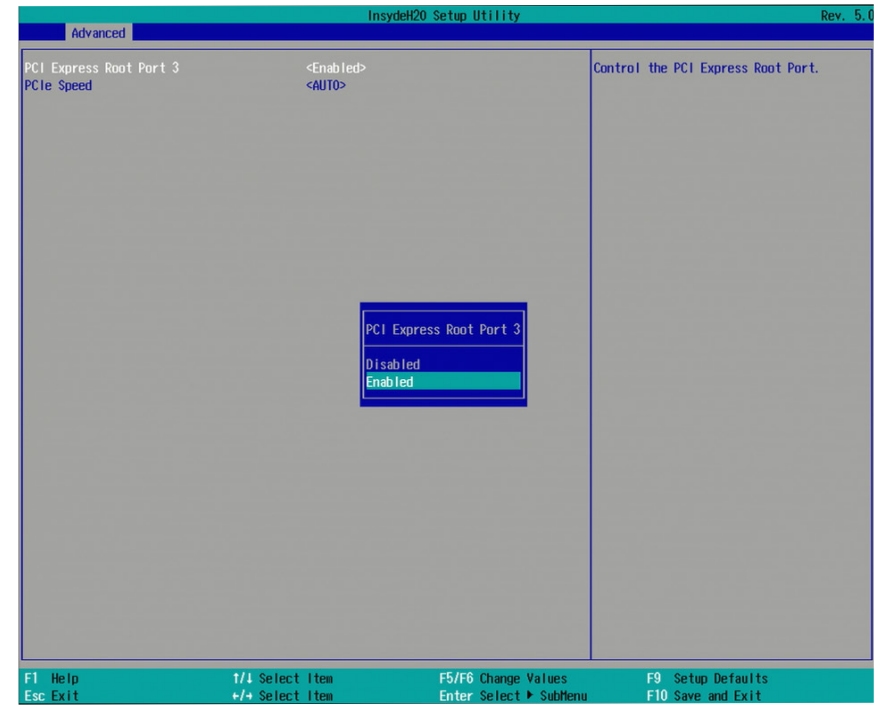 InsydeH2O Setup Utility Rev. 5.0
Advanced
PCI Express Root Port 3 <Enabled> Control the PCI Express Root Port.
PCIe Speed <AUTO>
PCI Express Root Port 3
Disabled
Enabled
F1 Help ↑/↓ Select Item F5/F6 Change Values F9 Setup Defaults
Esc Exit ←/→ Select Item Enter Select ▶ SubMenu F10 Save and Exit